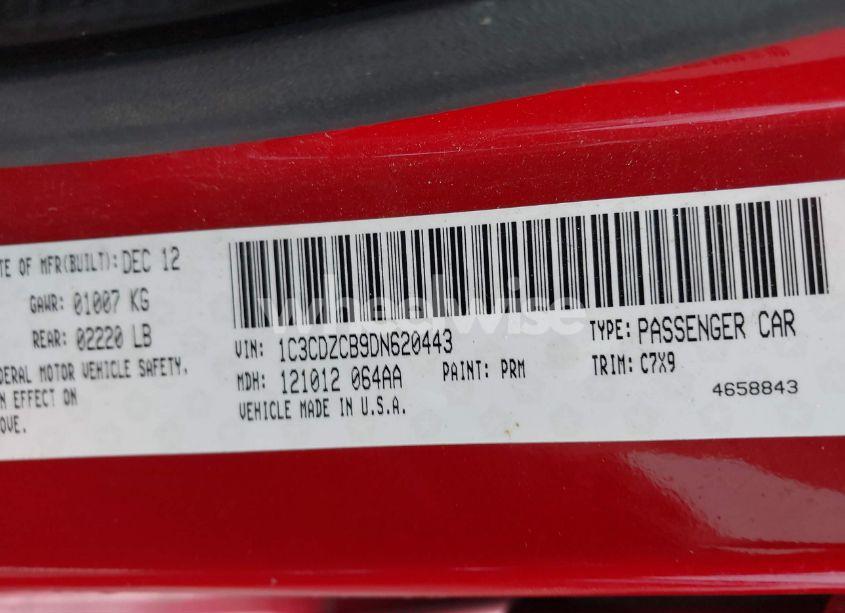 TE OF MFR(BUILT): DEC 12
GAWR: 01007 KG
REAR: 02220 LB
DERAL MOTOR VEHICLE SAFETY.
N EFFECT ON
OVE.
wheelwise
VIN: 1C3CDZCB9DN620443
TYPE: PASSENGER CAR
MDH: 121012 064AA
PAINT: PRM
TRIM: C7X9
VEHICLE MADE IN U.S.A.
4658843